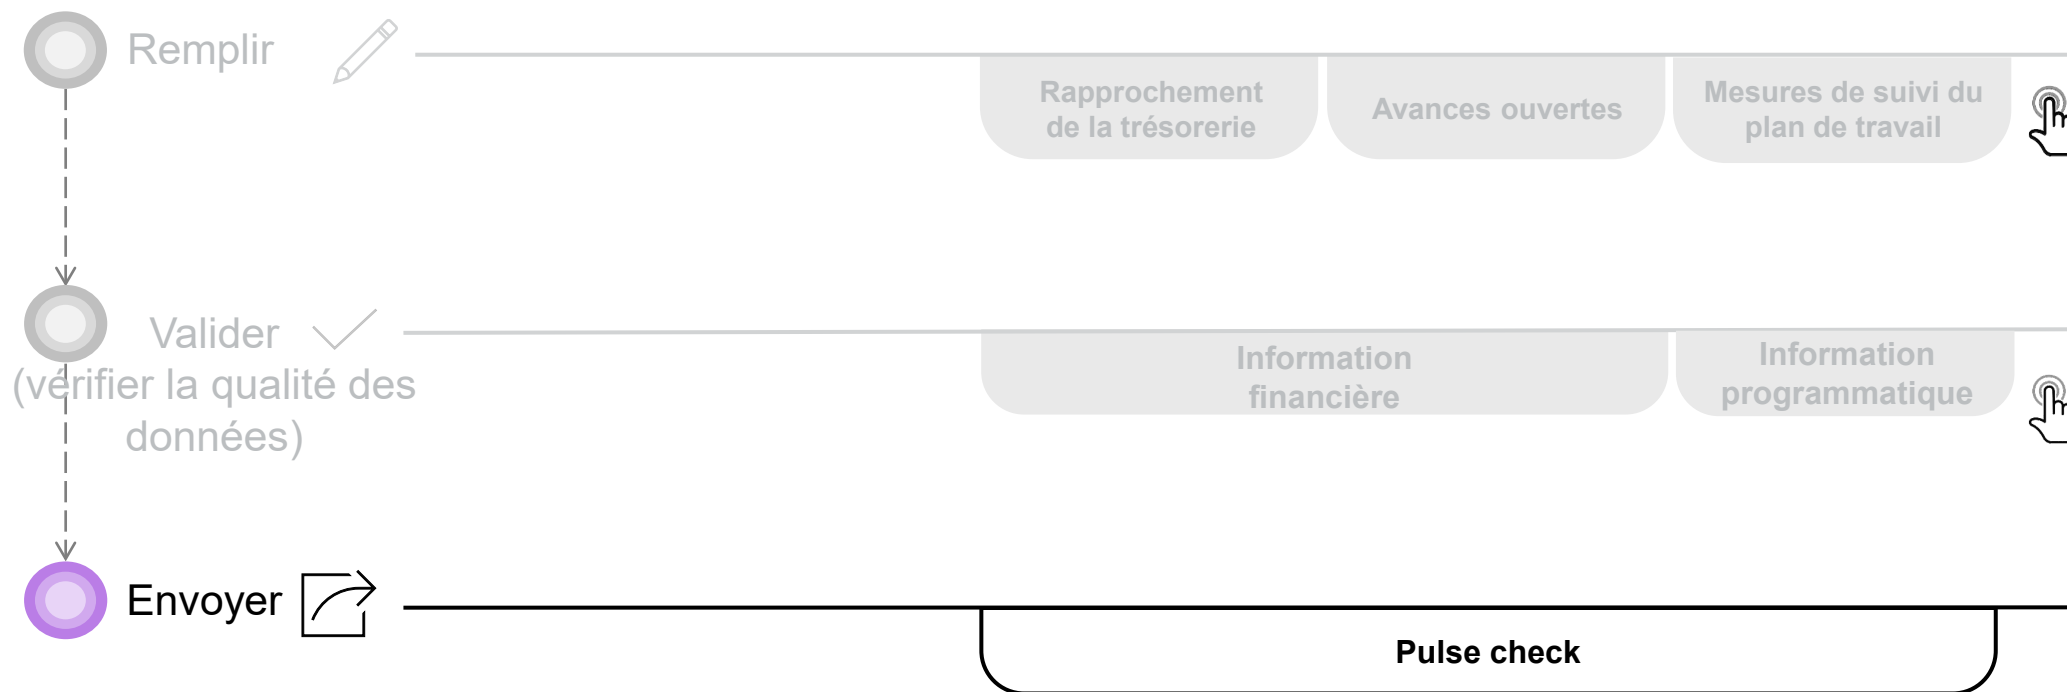 Remplir
Rapprochement
de la trésorerie
Avances ouvertes
Mesures de suivi du
plan de travail
Valider
(vérifier la qualité des
données)
Information
financière
Information
programmatique
Envoyer
Pulse check